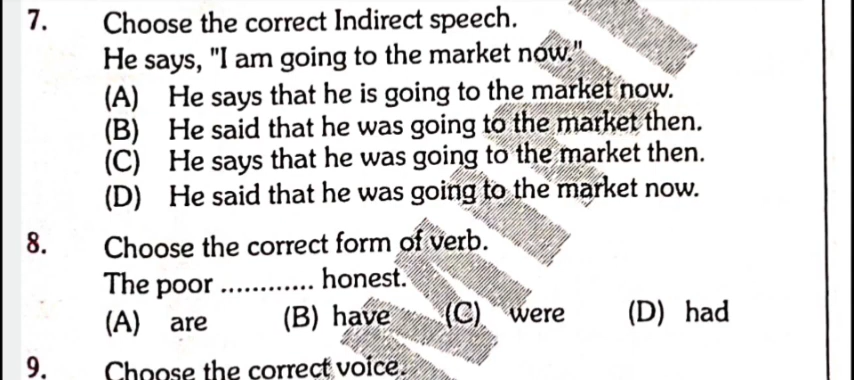 7. Choose the correct Indirect speech.
He says, "I am going to the market now."
(A) He says that he is going to the market now.
(B) He said that he was going to the market then.
(C) He says that he was going to the market then.
(D) He said that he was going to the market now.
8. Choose the correct form of verb.
The poor ............. honest.
(A) are (B) have (C) were (D) had
9. Choose the correct voice.